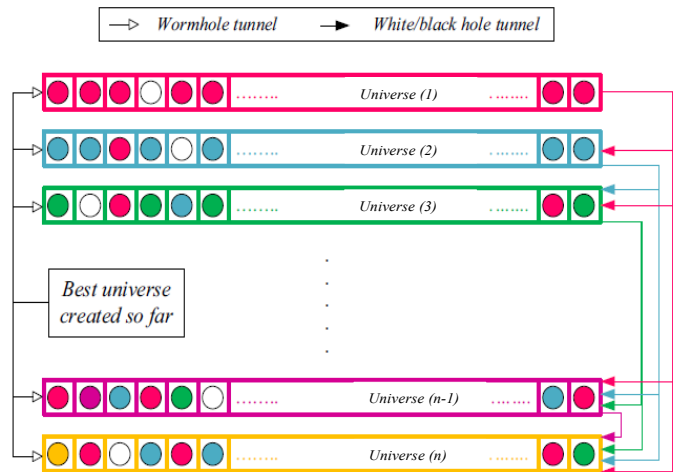 Wormhole tunnel White/black hole tunnel
........ Universe (1) ........
........ Universe (2) ........
........ Universe (3) ........
Best universe
created so far
........ Universe (n-1) ........
........ Universe (n) ........